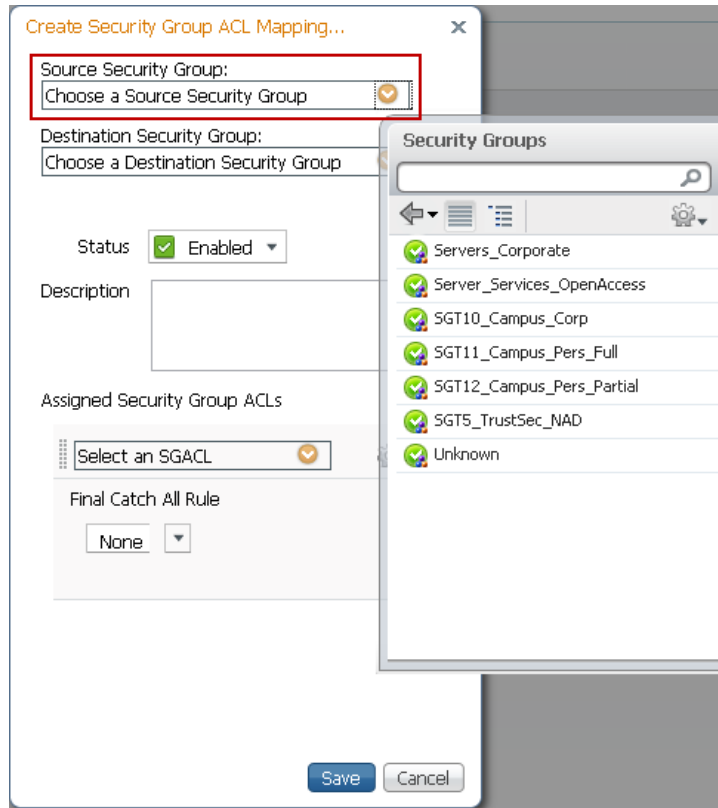 Create Security Group ACL Mapping...
Source Security Group:
Choose a Source Security Group
Destination Security Group:
Choose a Destination Security Group
Status
Enabled
Description
Assigned Security Group ACLs
Select an SGACL
Final Catch All Rule
None
Save
Cancel
Security Groups
Servers_Corporate
Server_Services_OpenAccess
SGT10_Campus_Corp
SGT11_Campus_Pers_Full
SGT12_Campus_Pers_Partial
SGT5_TrustSec_NAD
Unknown